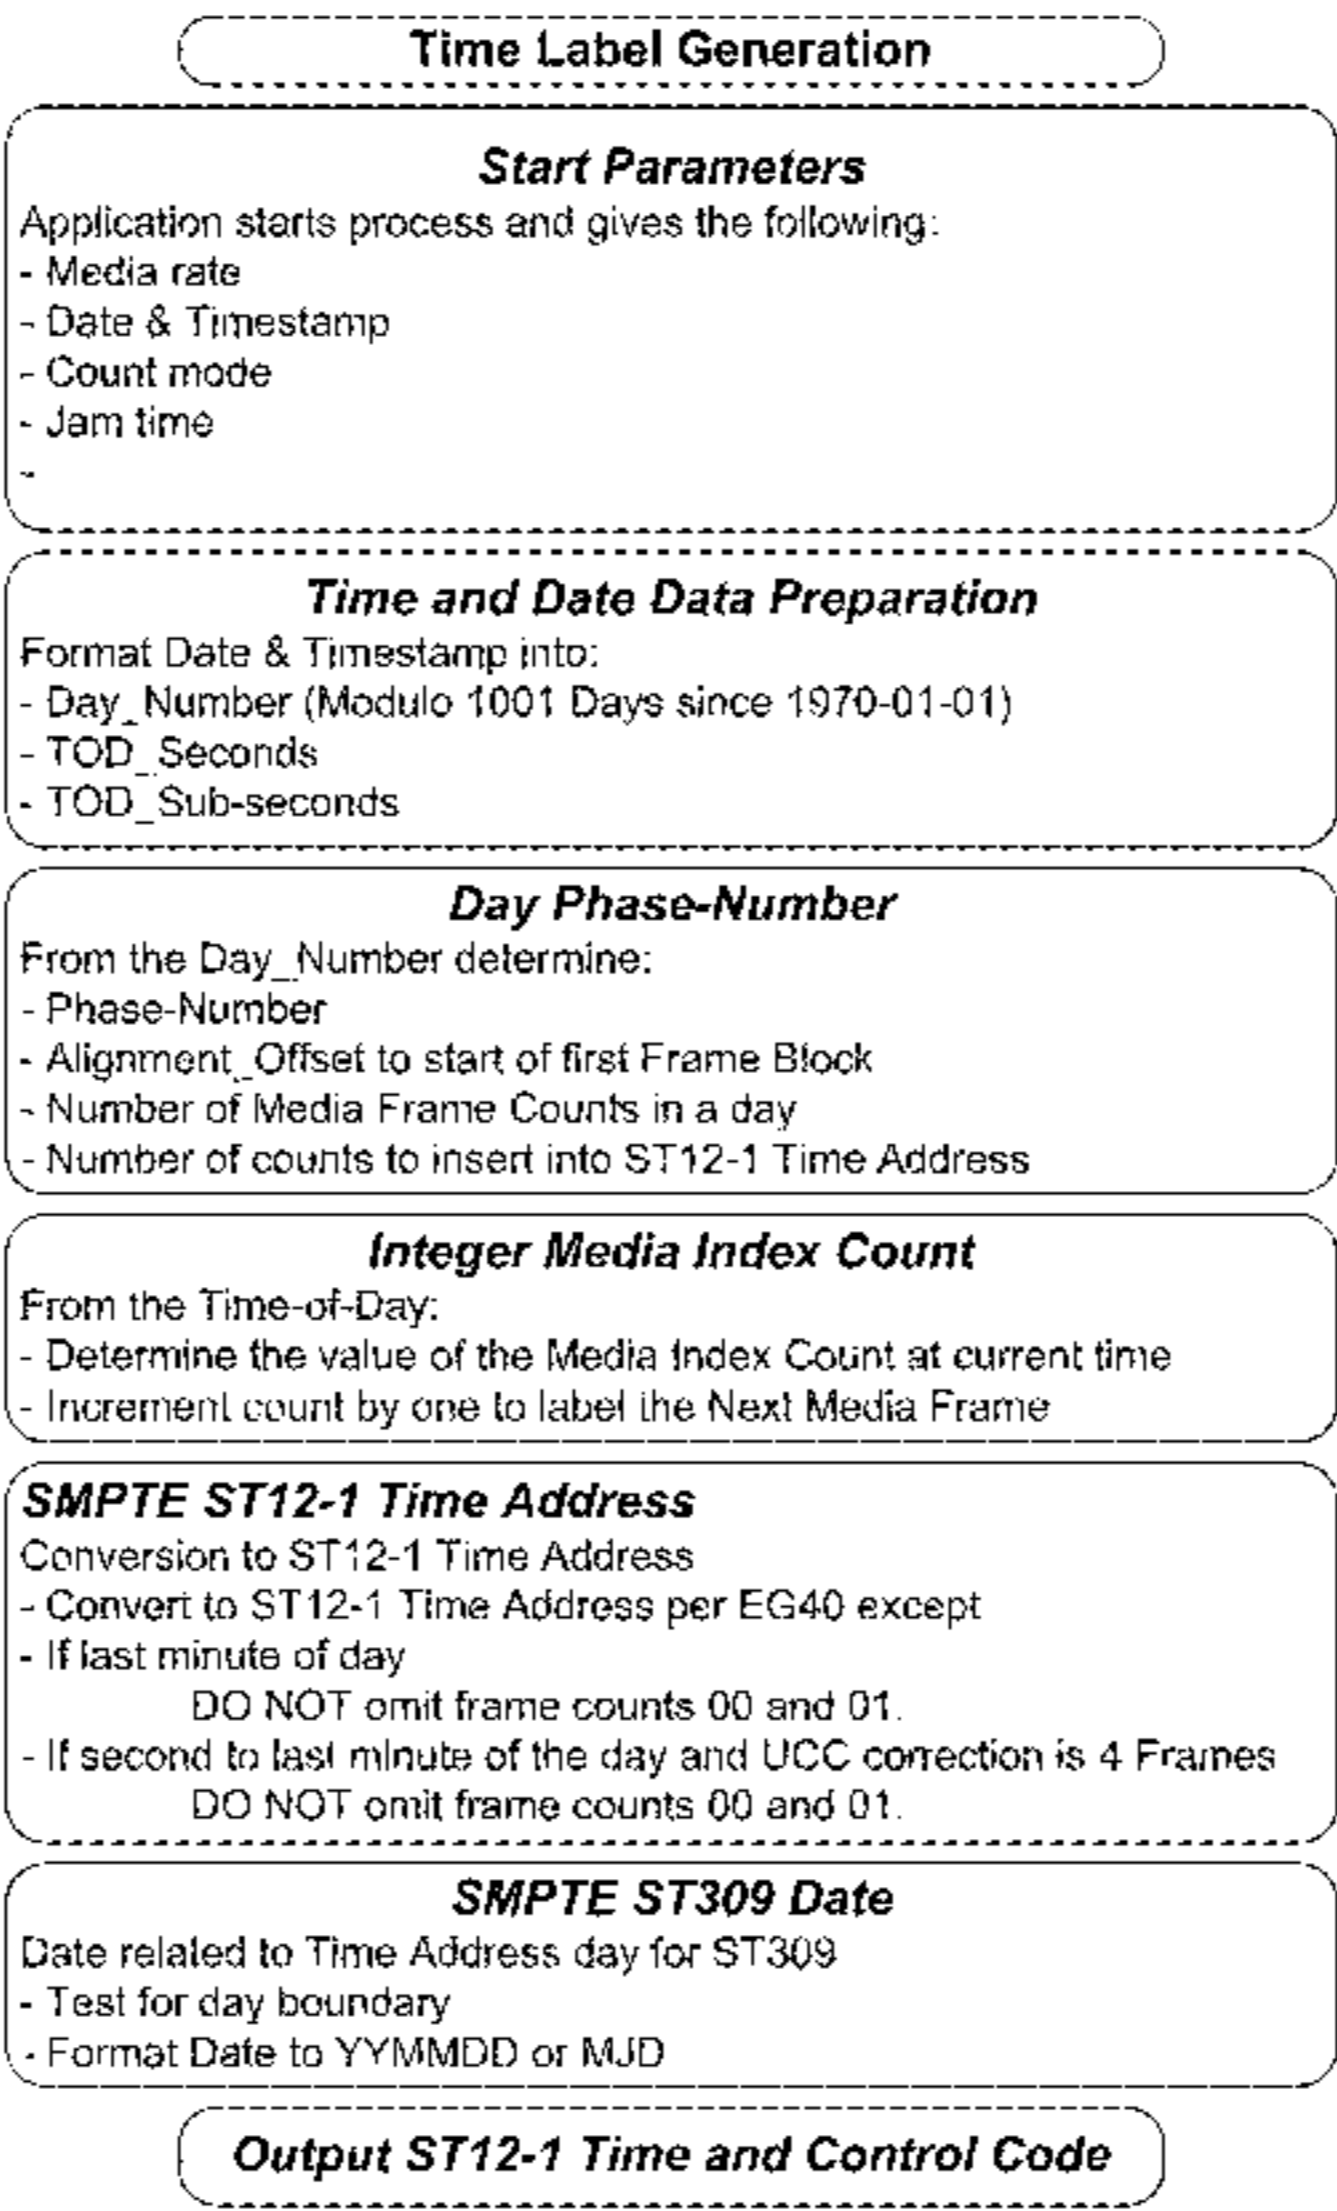 Time Label Generation
Start Parameters
Application starts process and gives the following:
- Media rate
- Date & Timestamp
- Count mode
- Jam time
-
Time and Date Data Preparation
Format Date & Timestamp into:
- Day_Number (Modulo 1001 Days since 1970-01-01)
- TOD_Seconds
- TOD_Sub-seconds
Day Phase-Number
From the Day_Number determine:
- Phase-Number
- Alignment_Offset to start of first Frame Block
- Number of Media Frame Counts in a day
- Number of counts to insert into ST12-1 Time Address
Integer Media Index Count
From the Time-of-Day:
- Determine the value of the Media Index Count at current time
- Increment count by one to label the Next Media Frame
SMPTE ST12-1 Time Address
Conversion to ST12-1 Time Address
- Convert to ST12-1 Time Address per EG40 except
- If last minute of day
DO NOT omit frame counts 00 and 01.
- If second to last minute of the day and UCC correction is 4 Frames
DO NOT omit frame counts 00 and 01.
SMPTE ST309 Date
Date related to Time Address day for ST309
- Test for day boundary
- Format Date to YYMMDD or MJD
Output ST12-1 Time and Control Code